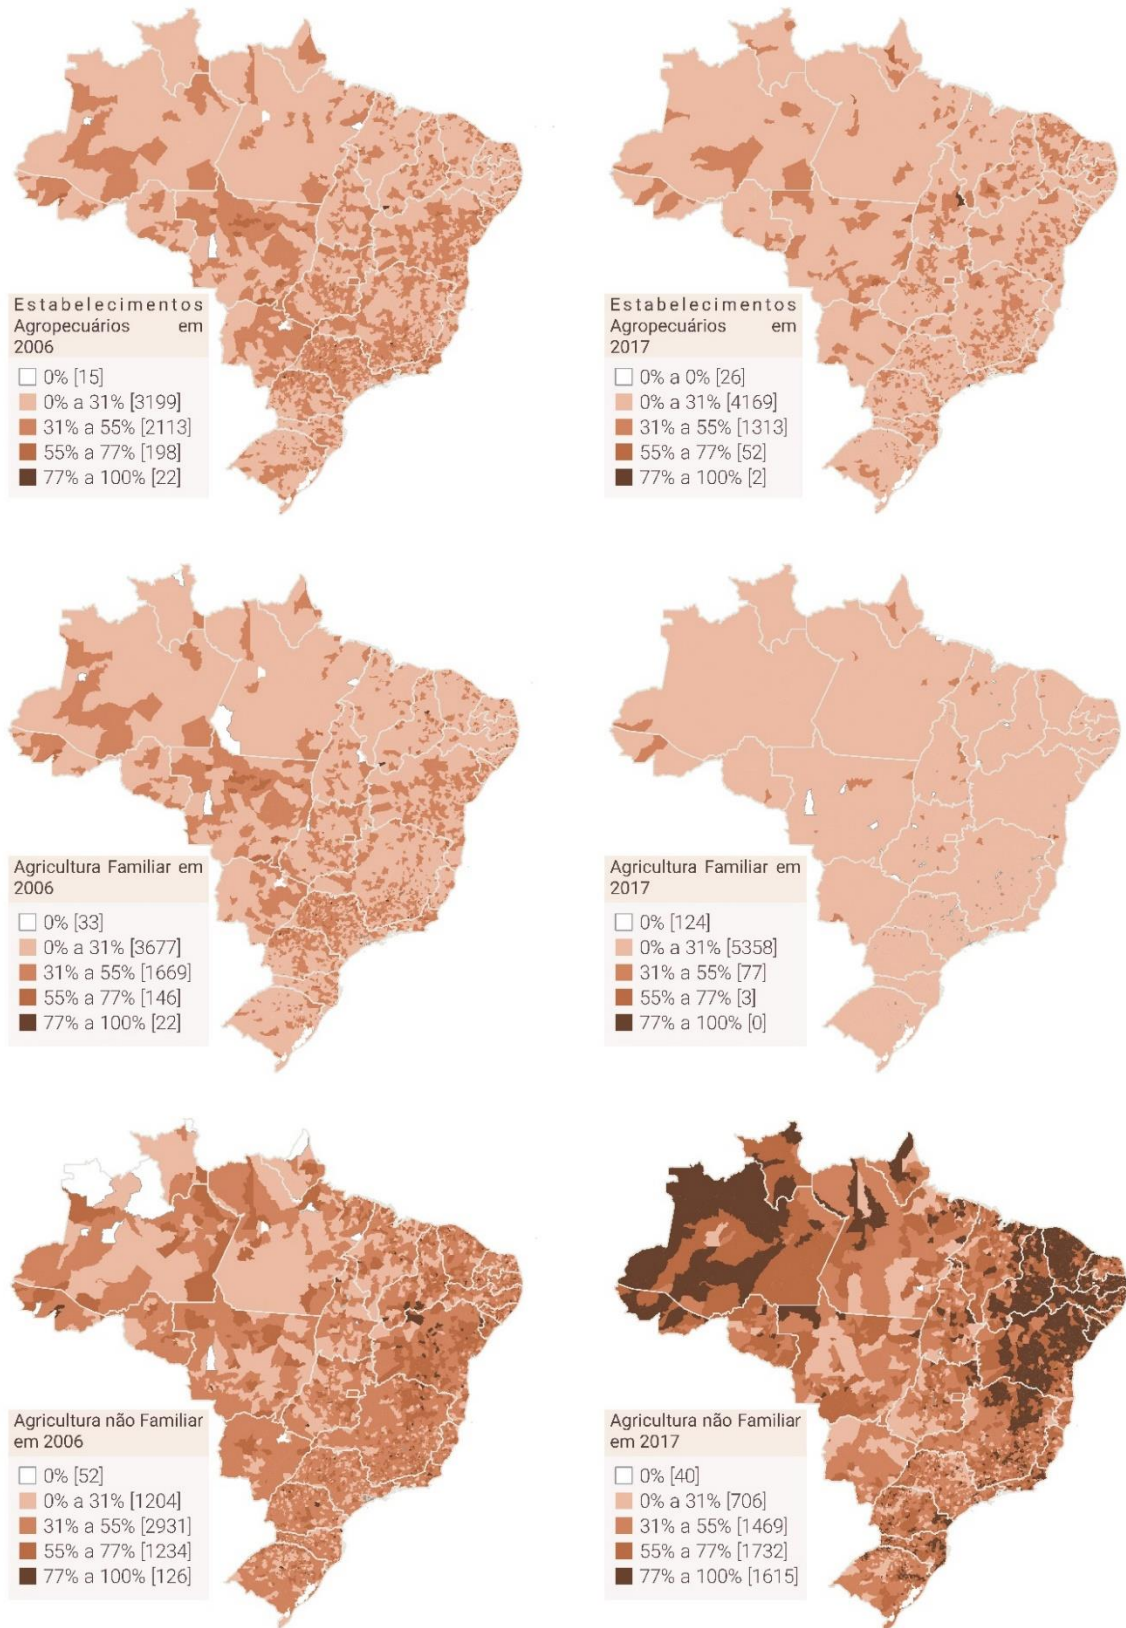 Estabelecimentos
Agropecuários em
2006
0% [15]
0% a 31% [3199]
31% a 55% [2113]
55% a 77% [198]
77% a 100% [22]
Estabelecimentos
Agropecuários em
2017
0% a 0% [26]
0% a 31% [4169]
31% a 55% [1313]
55% a 77% [52]
77% a 100% [2]
Agricultura Familiar em
2006
0% [33]
0% a 31% [3677]
31% a 55% [1669]
55% a 77% [146]
77% a 100% [22]
Agricultura Familiar em
2017
0% [124]
0% a 31% [5358]
31% a 55% [77]
55% a 77% [3]
77% a 100% [0]
Agricultura não Familiar
em 2006
0% [52]
0% a 31% [1204]
31% a 55% [2931]
55% a 77% [1234]
77% a 100% [126]
Agricultura não Familiar
em 2017
0% [40]
0% a 31% [706]
31% a 55% [1469]
55% a 77% [1732]
77% a 100% [1615]